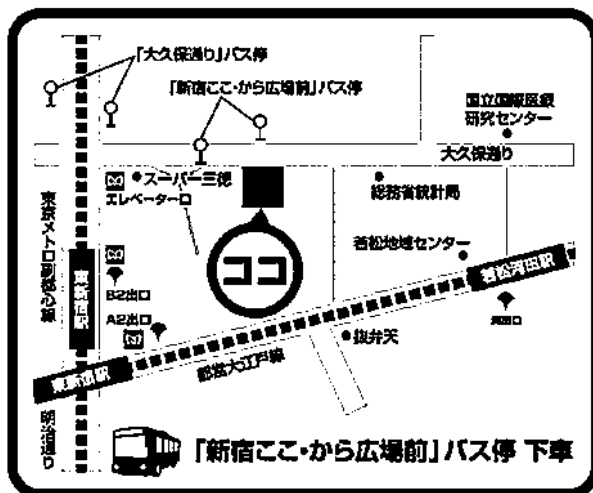 「大久保通り」バス停
「新宿ここ・から広場前」バス停
国立国際医療
研究センター
大久保通り
スーパー三徳
エレベーター口
総務省統計局
東京メトロ副都心線
若松地域センター
ココ
若松河田駅
東新宿駅
B2出口
A2出口
河田口
抜弁天
都営大江戸線
東新宿駅
明治通り
「新宿ここ・から広場前」バス停 下車